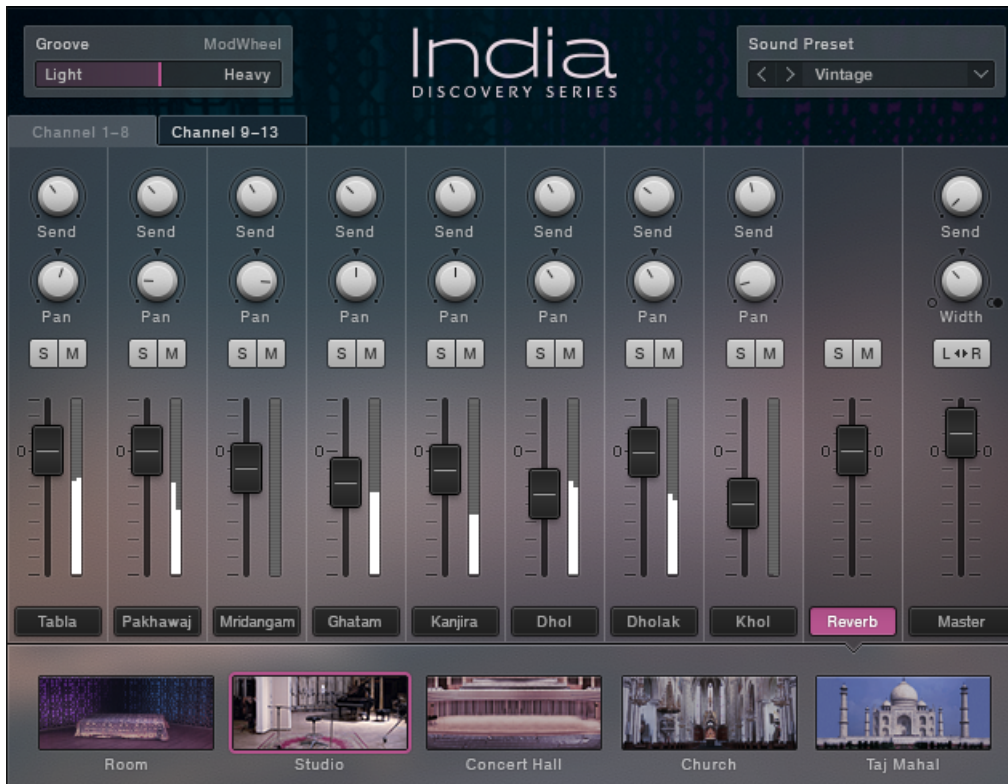 Groove ModWheel
Light Heavy
India
DISCOVERY SERIES
Sound Preset
Vintage
Channel 1–8 Channel 9–13
Send Send Send Send Send Send Send Send Send
Pan Pan Pan Pan Pan Pan Pan Pan Width
S M S M S M S M S M S M S M S M S M L R
0 0 0 0 0 0 0 0 0 0 0 0
Tabla Pakhawaj Mridangam Ghatam Kanjira Dhol Dholak Khol Reverb Master
Room Studio Concert Hall Church Taj Mahal